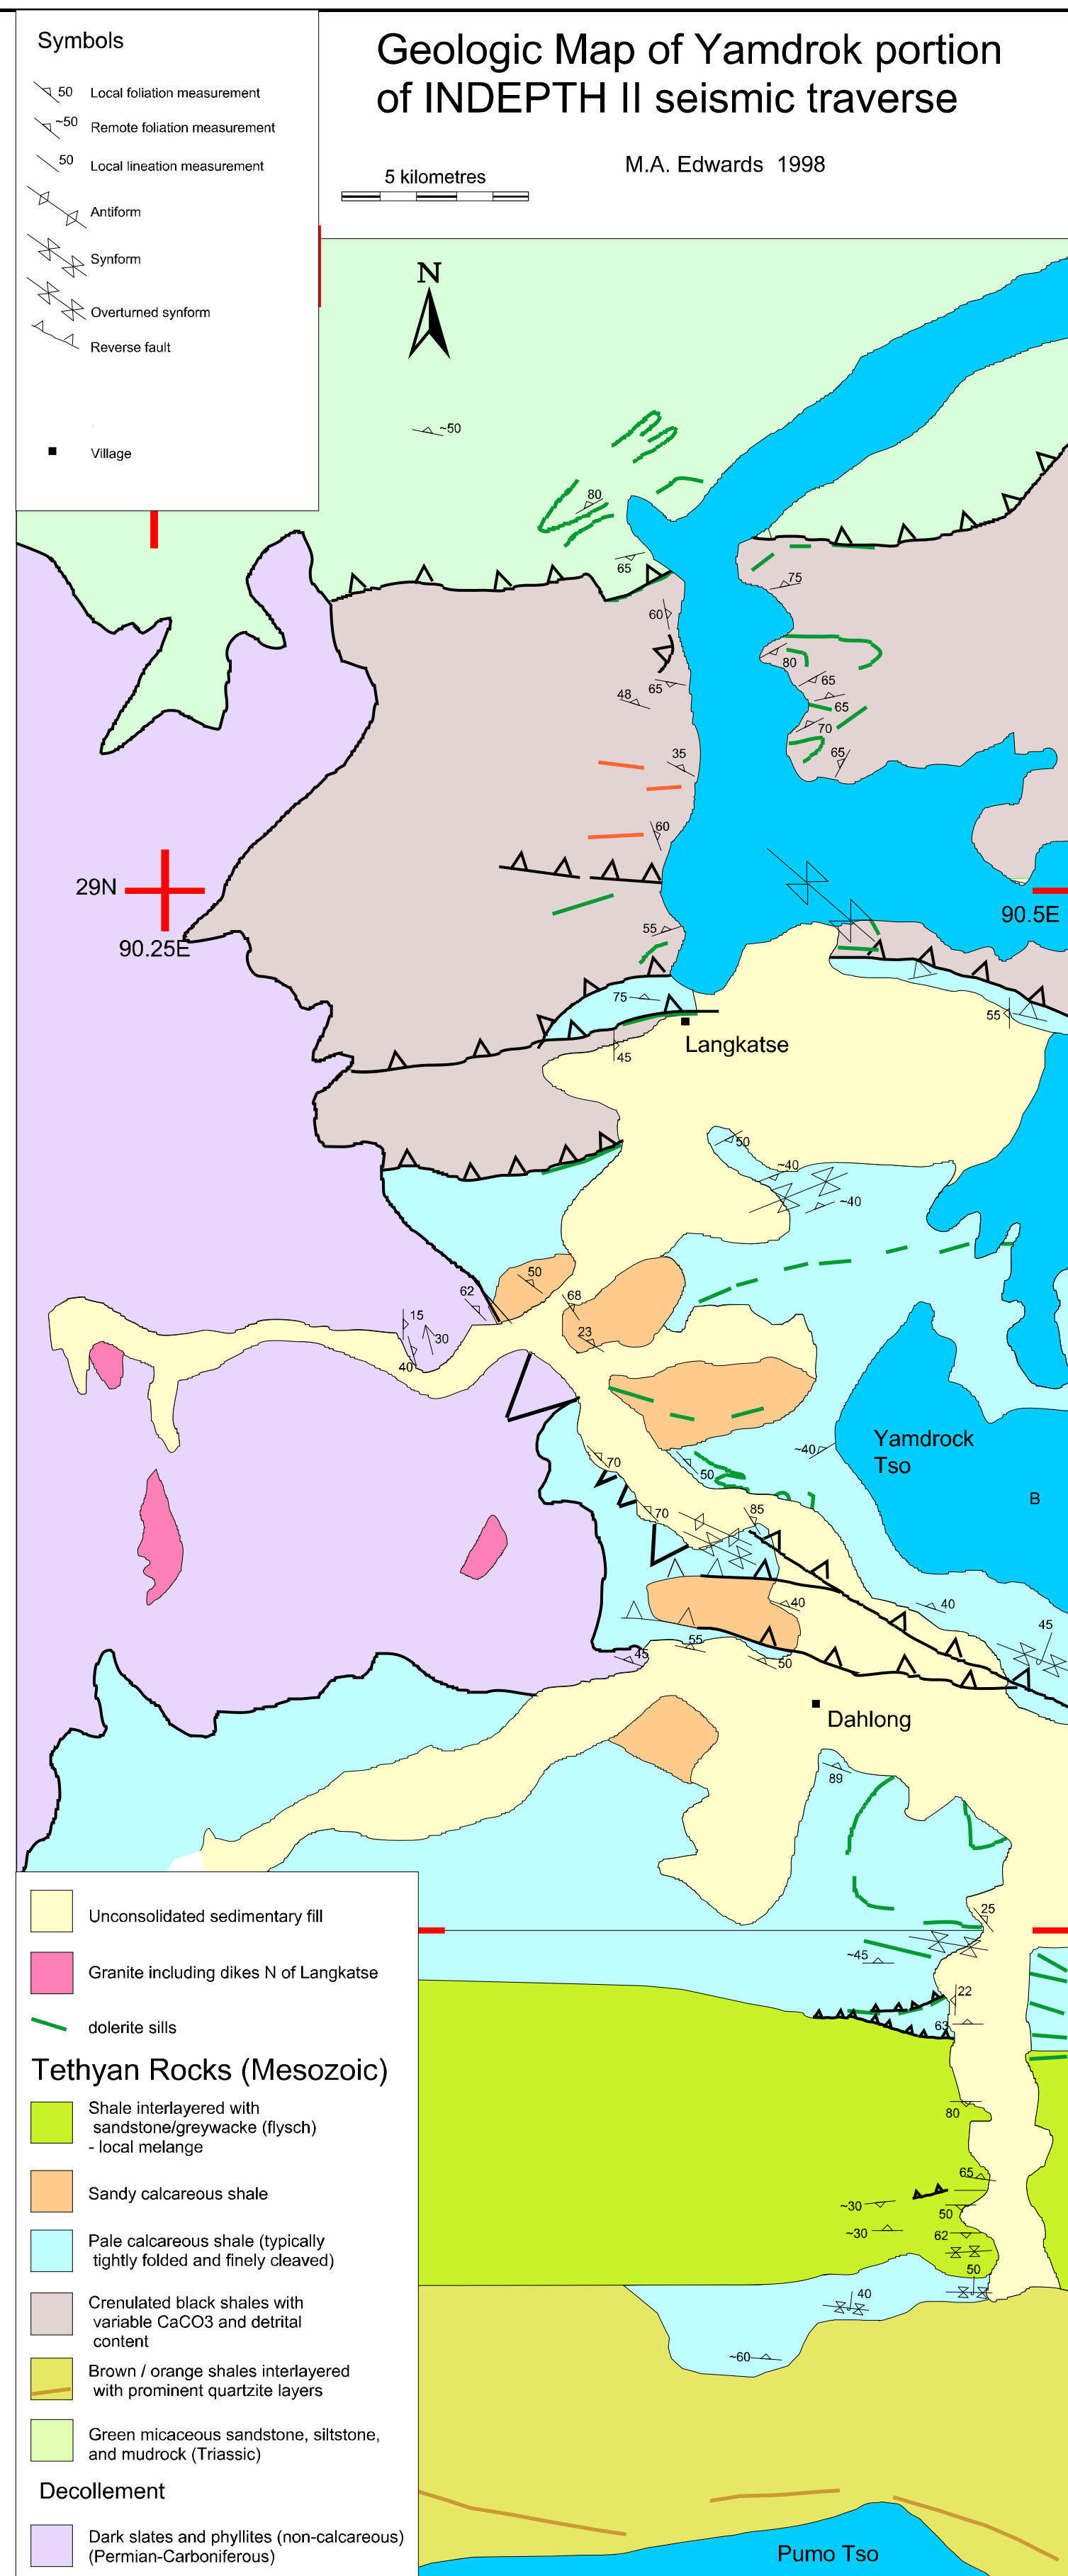 Symbols
50 Local foliation measurement
~50 Remote foliation measurement
50 Local lineation measurement
Antiform
Synform
Overturned synform
Reverse fault
Village
Geologic Map of Yamdrok portion
of INDEPTH II seismic traverse
M.A. Edwards 1998
5 kilometres
N
~50
80
65
75
60
80
65
65
48
65
70
35
65
60
29N
90.25E
90.5E
55
75
55
Langkatse
45
50
~40
~40
50
62
68
15
30
23
40
Yamdrock
Tso
~40
70
50
B
70
85
40
40
45
55
45
50
Dahlong
89
25
~45
22
63
80
65
~30
50
~30
62
50
40
~60
Pumo Tso
Unconsolidated sedimentary fill
Granite including dikes N of Langkatse
dolerite sills
Tethyan Rocks (Mesozoic)
Shale interlayered with
sandstone/greywacke (flysch)
- local melange
Sandy calcareous shale
Pale calcareous shale (typically
tightly folded and finely cleaved)
Crenulated black shales with
variable CaCO3 and detrital
content
Brown / orange shales interlayered
with prominent quartzite layers
Green micaceous sandstone, siltstone,
and mudrock (Triassic)
Decollement
Dark slates and phyllites (non-calcareous)
(Permian-Carboniferous)